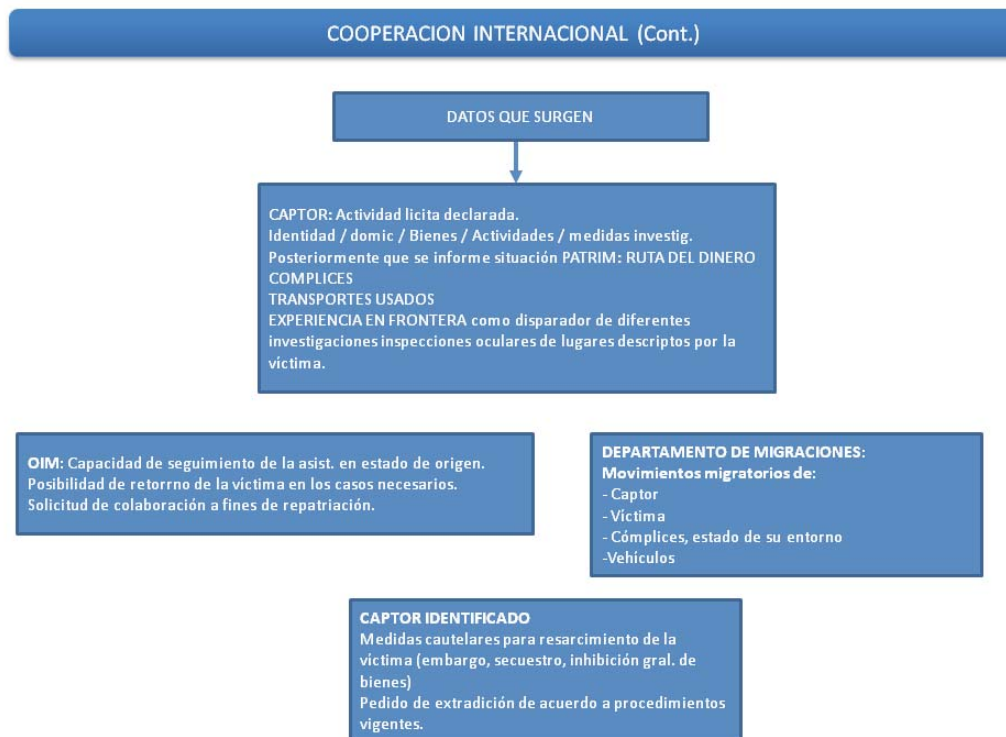 COOPERACION INTERNACIONAL (Cont.)
DATOS QUE SURGEN
CAPTOR: Actividad licita declarada.
Identidad / domic / Bienes / Actividades / medidas investig.
Posteriormente que se informe situación PATRIM: RUTA DEL DINERO
COMPLICES
TRANSPORTES USADOS
EXPERIENCIA EN FRONTERA como disparador de diferentes
investigaciones inspecciones oculares de lugares descriptos por la
víctima.
OIM: Capacidad de seguimiento de la asist. en estado de origen.
Posibilidad de retorrno de la víctima en los casos necesarios.
Solicitud de colaboración a fines de repatriación.
DEPARTAMENTO DE MIGRACIONES:
Movimientos migratorios de:
- Captor
- Víctima
- Cómplices, estado de su entorno
-Vehículos
CAPTOR IDENTIFICADO
Medidas cautelares para resarcimiento de la
víctima (embargo, secuestro, inhibición gral. de
bienes)
Pedido de extradición de acuerdo a procedimientos
vigentes.